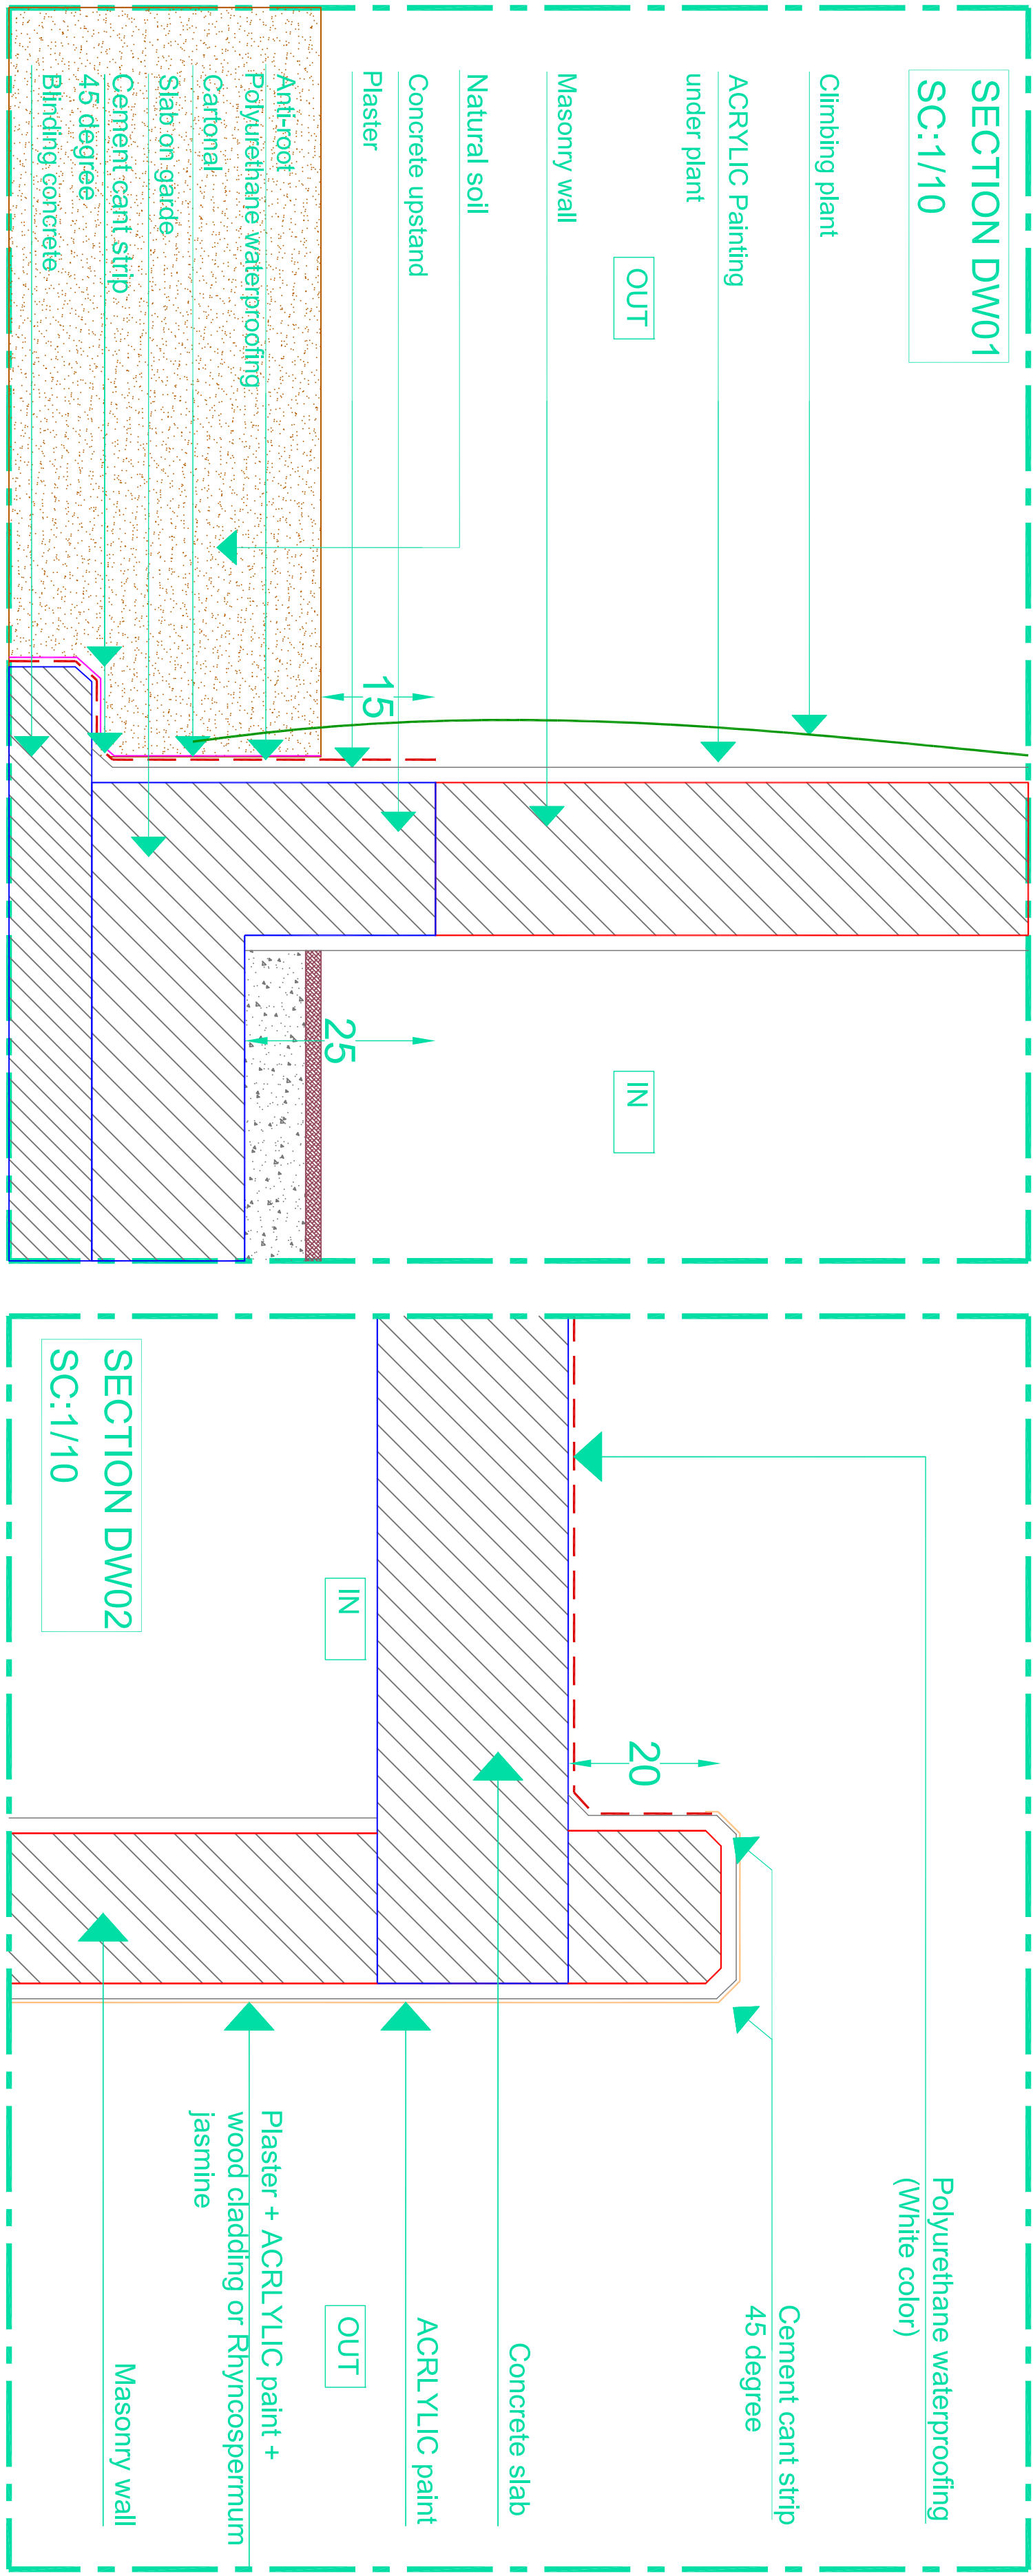 SECTION DW01
SC:1/10
Climbing plant
ACRYLIC Painting
under plant
OUT
Masonry wall
Natural soil
Concrete upstand
Plaster
Anti-root
Polyurethane waterproofing
Cartonal
Slab on garde
Cement cant strip
45 degree
Blinding concrete
15
25
IN
Polyurethane waterproofing
(White color)
Cement cant strip
45 degree
20
Concrete slab
ACRLYLIC paint
OUT
IN
Plaster + ACRLYLIC paint +
wood cladding or Rhyncospermum
jasmine
Masonry wall
SECTION DW02
SC:1/10